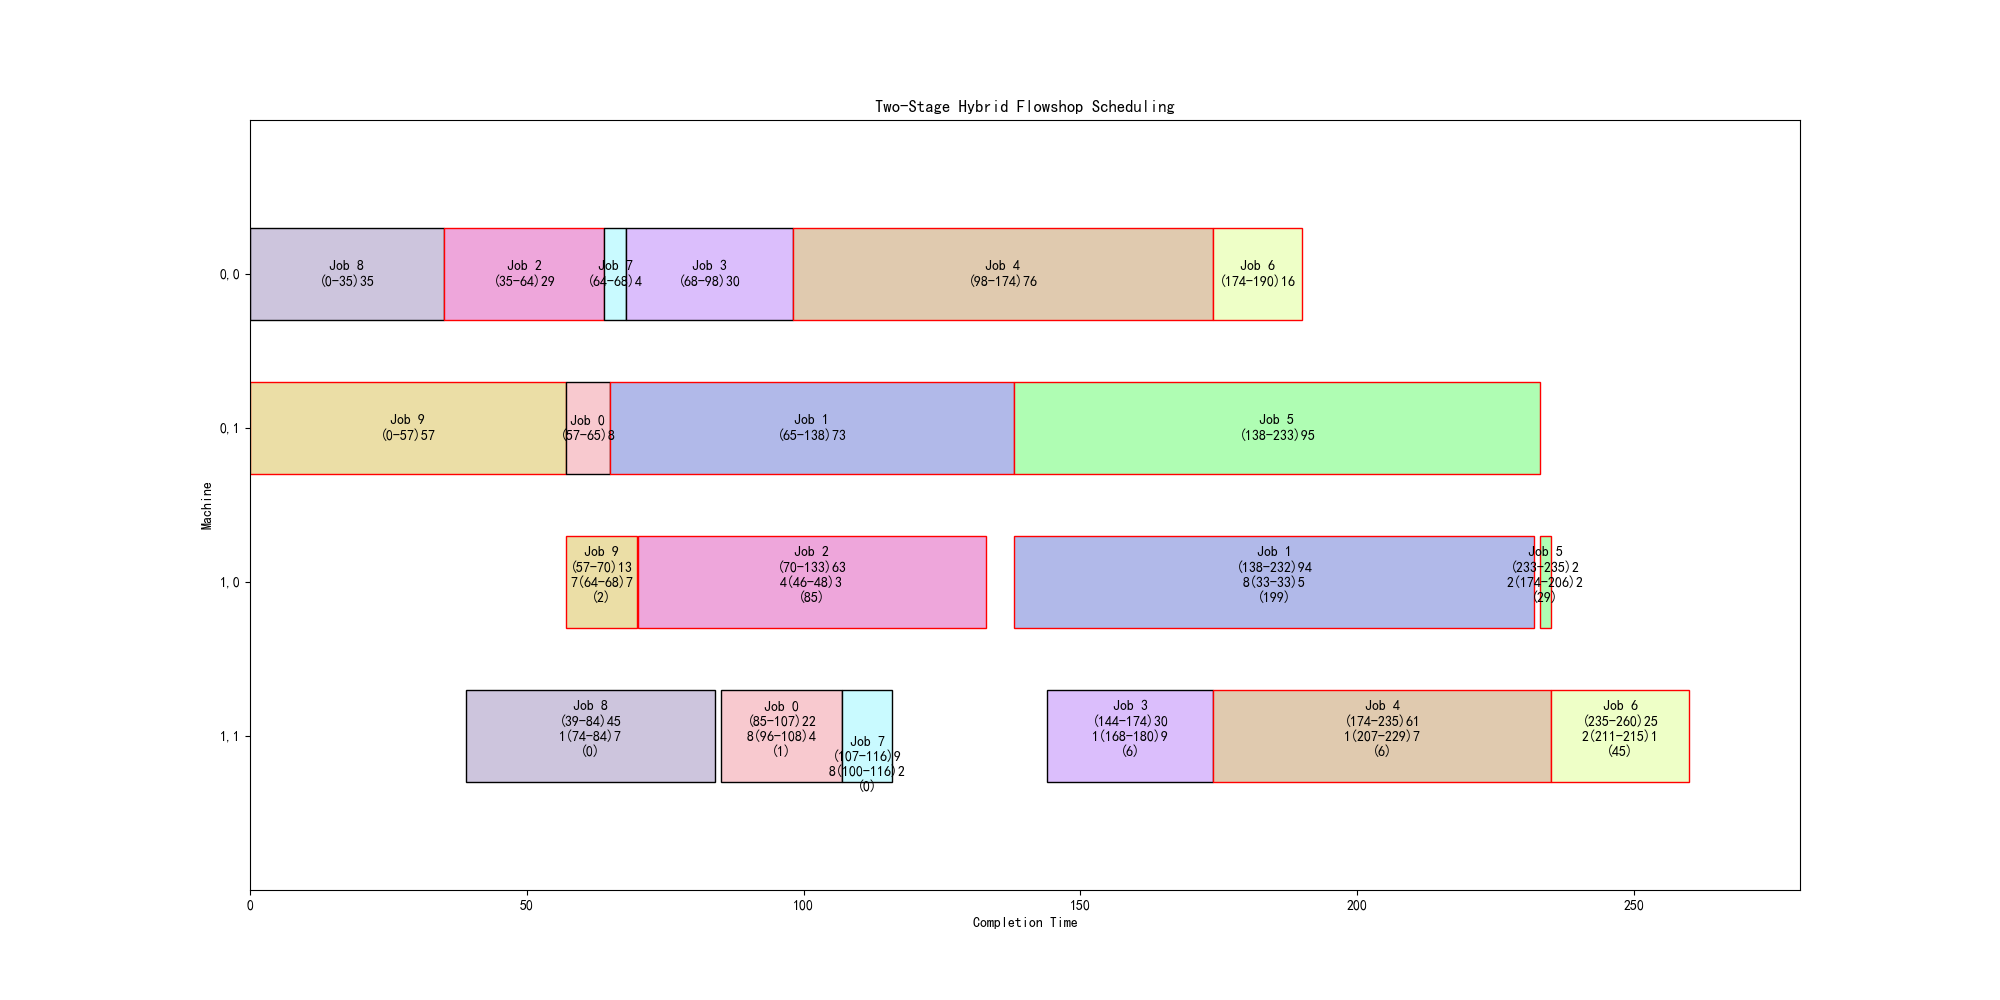 Two-Stage Hybrid Flowshop Scheduling
0,0
Job 8
(0-35)35
Job 2
(35-64)29
Job 7
(64-68)4
Job 3
(68-98)30
Job 4
(98-174)76
Job 6
(174-190)16
0,1
Job 9
(0-57)57
Job 0
(57-65)8
Job 1
(65-138)73
Job 5
(138-233)95
Machine
1,0
Job 9
(57-70)13
7(64-68)7
(2)
Job 2
(70-133)63
4(46-48)3
(85)
Job 1
(138-232)94
8(33-33)5
(199)
Job 5
(233-235)2
2(174-206)2
(29)
1,1
Job 8
(39-84)45
1(74-84)7
(0)
Job 0
(85-107)22
8(96-108)4
(1)
Job 7
(107-116)9
8(100-116)2
(0)
Job 3
(144-174)30
1(168-180)9
(6)
Job 4
(174-235)61
1(207-229)7
(6)
Job 6
(235-260)25
2(211-215)1
(45)
0
50
100
150
200
250
Completion Time